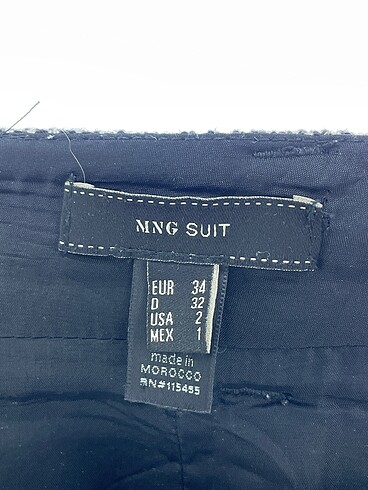 MNG SUIT
EUR 34
D 32
USA 2
MEX 1
made in
MOROCCO
RN#115455